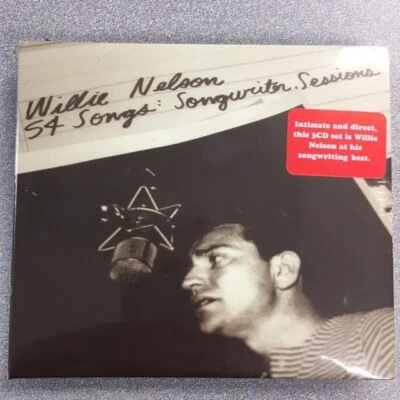 Willie Nelson
54 Songs: Songwriter Sessions
Intimate and direct,
this 3CD set is Willie
Nelson at his
songwriting best.